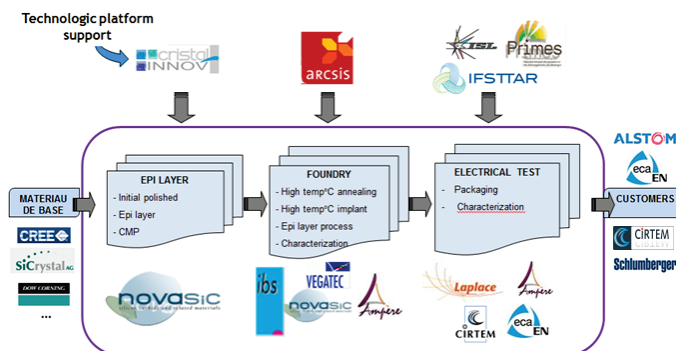 Technologic platform
support
cristal
INNOV
arcsis
ISL
Primes
IFSTTAR
EPI LAYER
- Initial polished
- Epi layer
- CMP
FOUNDRY
- High temp°C annealing
- High temp°C implant
- Epi layer process
- Characterization
ELECTRICAL TEST
- Packaging
- Characterization
MATERIAU
DE BASE
CREE
SiCrystal AG
DOW CORNING
...
ALSTOM
eca
EN
CUSTOMERS
CIRTEM
Schlumberger
novasic
ibs
VEGATEC
novasic
Ampere
Laplace
Ampere
CIRTEM
eca
EN